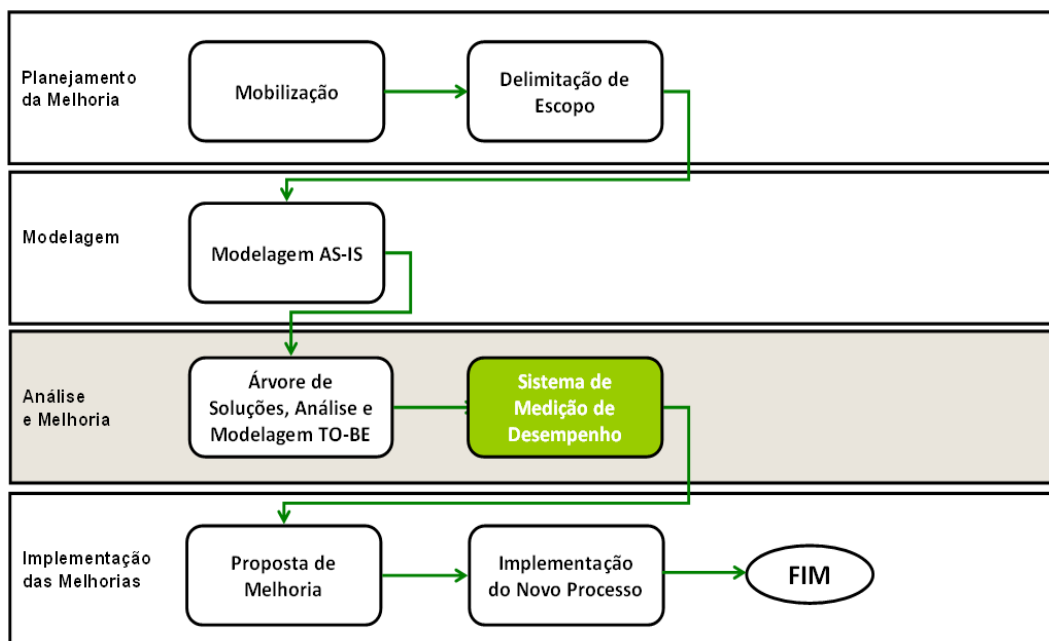 Planejamento
da Melhoria
Mobilização
Delimitação de
Escopo
Modelagem
Modelagem AS-IS
Análise
e Melhoria
Árvore de
Soluções, Análise e
Modelagem TO-BE
Sistema de
Medição de
Desempenho
Implementação
das Melhorias
Proposta de
Melhoria
Implementação
do Novo Processo
FIM